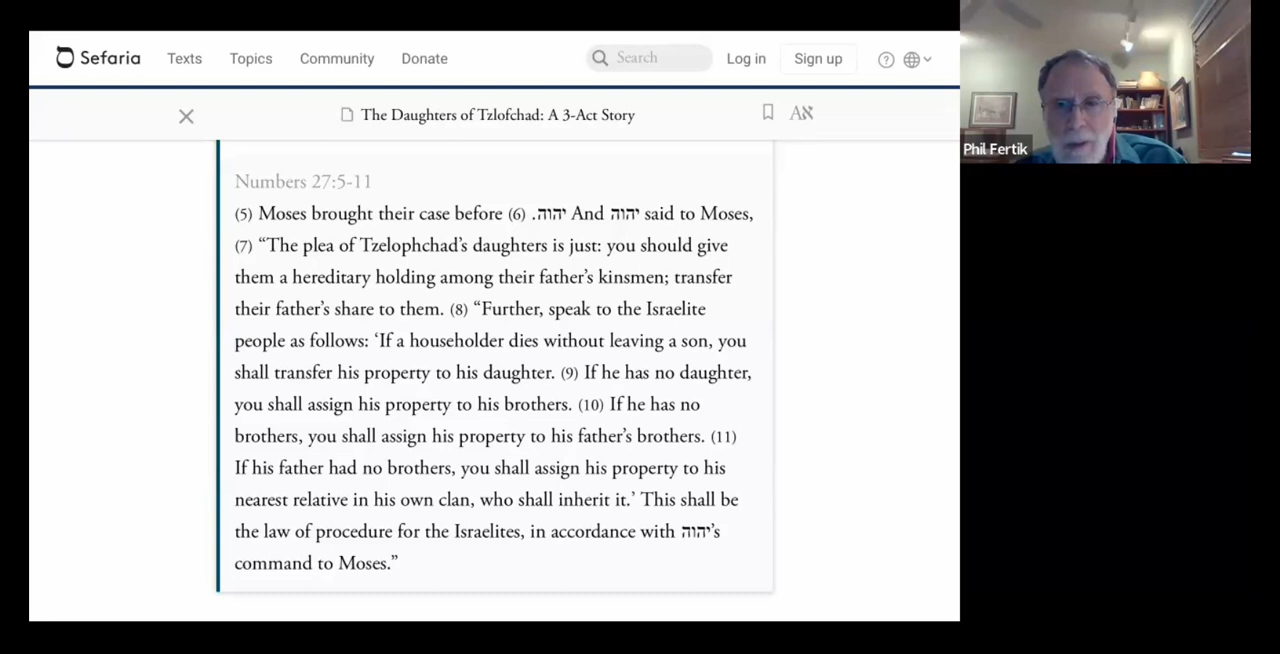 Sefaria Texts Topics Community Donate Search Log in Sign up
The Daughters of Tzlofchad: A 3-Act Story Aא
Phil Fertik
Numbers 27:5-11
(5) Moses brought their case before יהוה. (6) And יהוה said to Moses,
(7) “The plea of Tzelophchad’s daughters is just: you should give
them a hereditary holding among their father’s kinsmen; transfer
their father’s share to them. (8) “Further, speak to the Israelite
people as follows: ‘If a householder dies without leaving a son, you
shall transfer his property to his daughter. (9) If he has no daughter,
you shall assign his property to his brothers. (10) If he has no
brothers, you shall assign his property to his father’s brothers. (11)
If his father had no brothers, you shall assign his property to his
nearest relative in his own clan, who shall inherit it.’ This shall be
the law of procedure for the Israelites, in accordance with יהוה’s
command to Moses.”